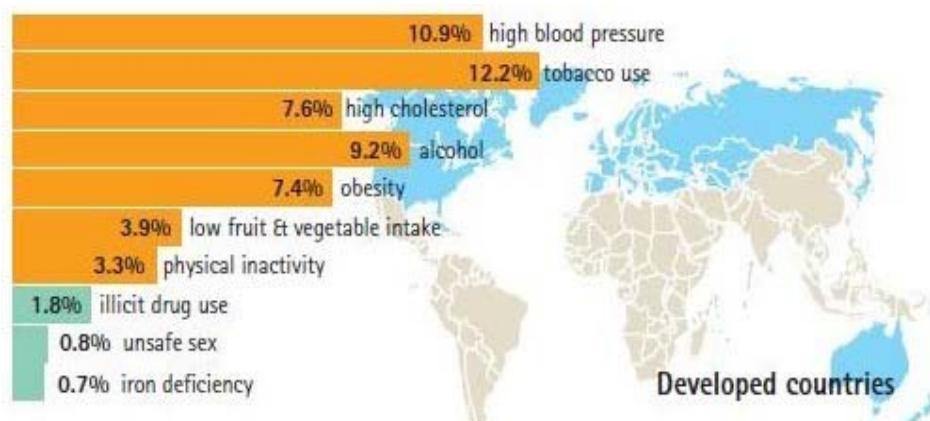 10.9% high blood pressure
12.2% tobacco use
7.6% high cholesterol
9.2% alcohol
7.4% obesity
3.9% low fruit & vegetable intake
3.3% physical inactivity
1.8% illicit drug use
0.8% unsafe sex
0.7% iron deficiency
Developed countries